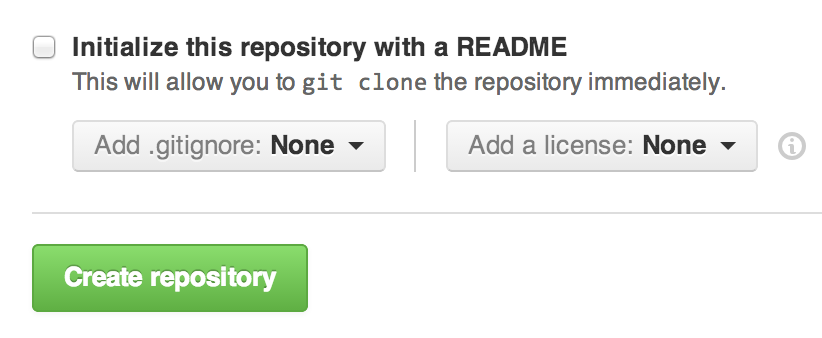 Initialize this repository with a README
This will allow you to git clone the repository immediately.
Add .gitignore: None
Add a license: None
Create repository